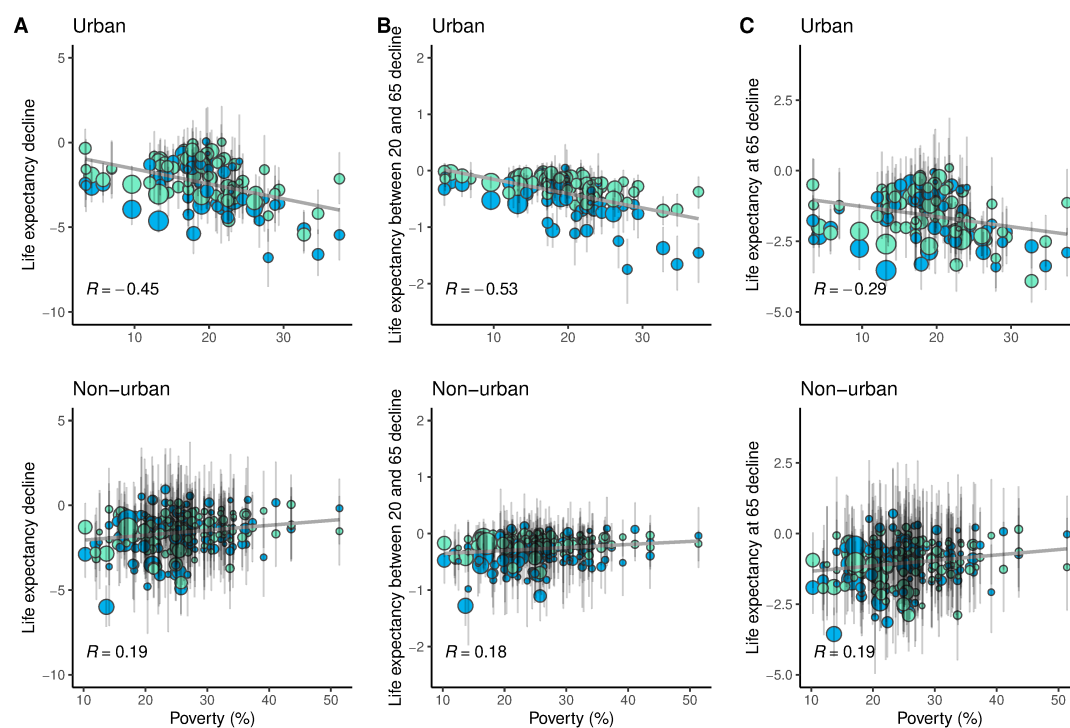 A
Urban
Life expectancy decline
5
0
−5
−10
R = −0.45
10
20
30
B
Urban
Life expectancy between 20 and 65 decline
2
1
0
−1
−2
R = −0.53
10
20
30
C
Urban
Life expectancy at 65 decline
2.5
0.0
−2.5
−5.0
R = −0.29
10
20
30
Non−urban
Life expectancy decline
5
0
−5
−10
R = 0.19
10
20
30
40
50
Poverty (%)
Non−urban
Life expectancy between 20 and 65 decline
2
1
0
−1
−2
R = 0.18
10
20
30
40
50
Poverty (%)
Non−urban
Life expectancy at 65 decline
2.5
0.0
−2.5
−5.0
R = 0.19
10
20
30
40
50
Poverty (%)